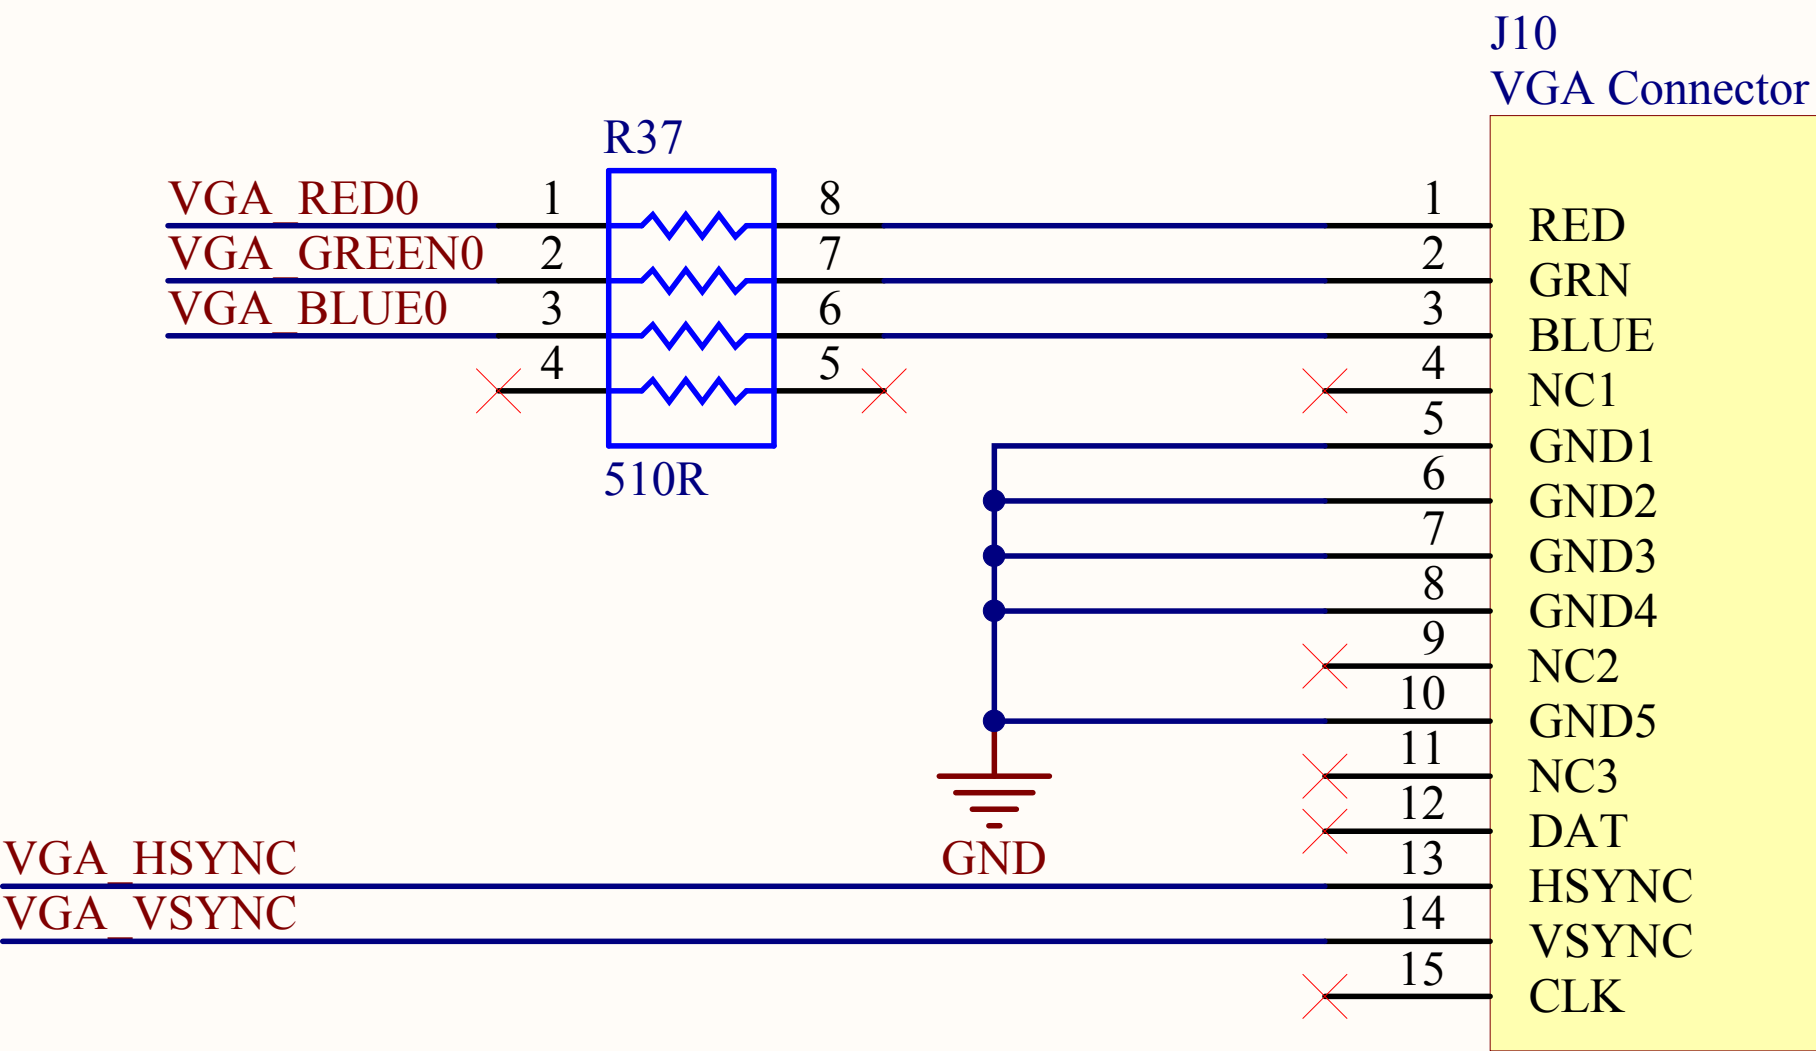 J10
VGA Connector
R37
VGA_RED0 1 8 1 RED
VGA_GREEN0 2 7 2 GRN
VGA_BLUE0 3 6 3 BLUE
4 5 4 NC1
510R
5 GND1
6 GND2
7 GND3
8 GND4
9 NC2
10 GND5
11 NC3
12 DAT
GND
VGA_HSYNC 13 HSYNC
VGA_VSYNC 14 VSYNC
15 CLK